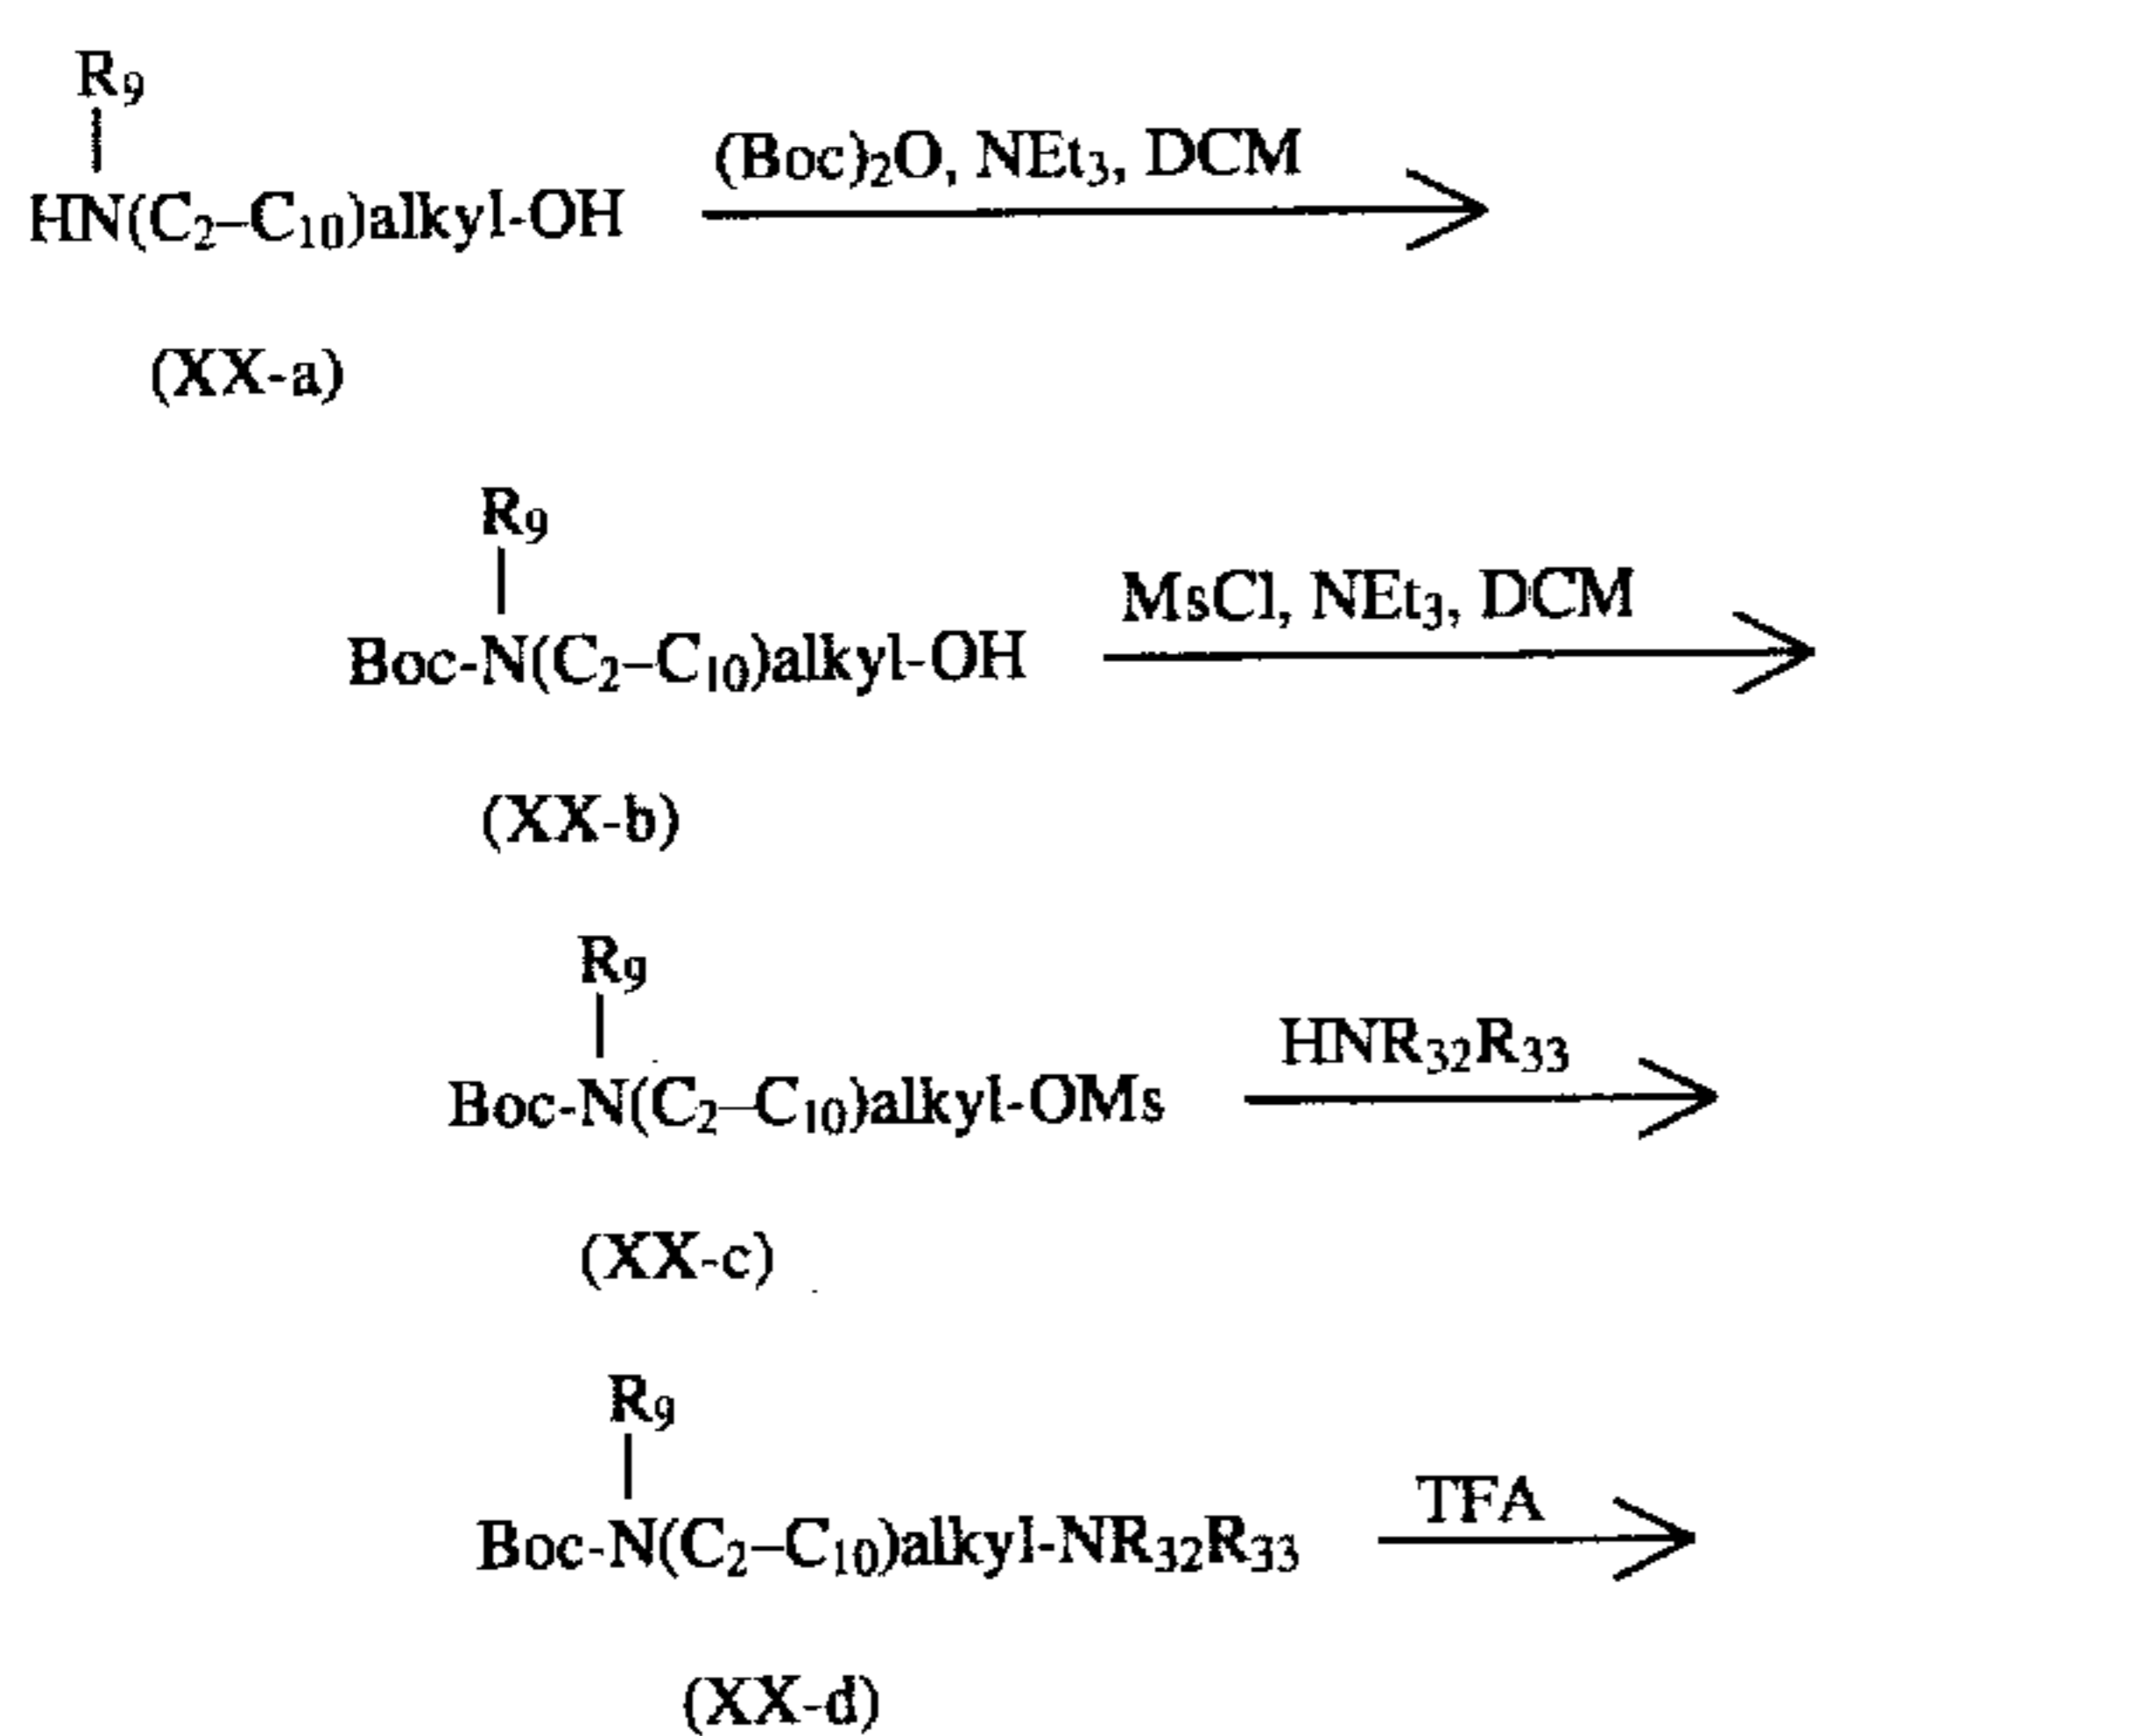 R9
HN(C2–C10)alkyl-OH (Boc)2O, NEt3, DCM
(XX-a)
R9
Boc-N(C2–C10)alkyl-OH MsCl, NEt3, DCM
(XX-b)
R9
Boc-N(C2–C10)alkyl-OMs HNR32R33
(XX-c)
R9
Boc-N(C2–C10)alkyl-NR32R33 TFA
(XX-d)